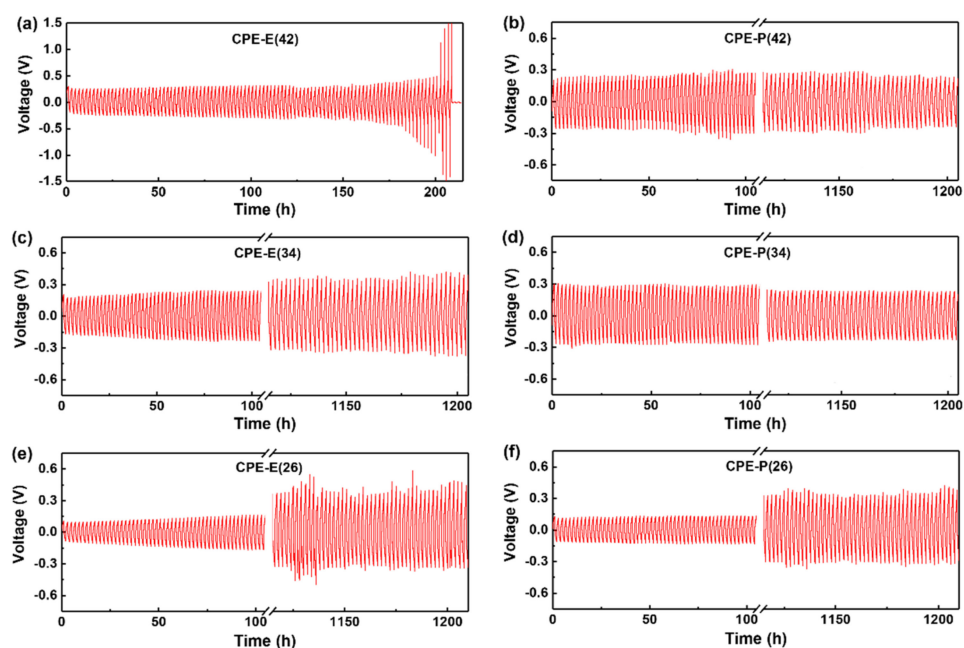 (a)
CPE-E(42)
Voltage (V)
1.5
1.0
0.5
0.0
-0.5
-1.0
-1.5
0 50 100 150 200
Time (h)
(b)
CPE-P(42)
Voltage (V)
0.6
0.3
0.0
-0.3
-0.6
0 50 100 1150 1200
Time (h)
(c)
CPE-E(34)
Voltage (V)
0.6
0.3
0.0
-0.3
-0.6
0 50 100 1150 1200
Time (h)
(d)
CPE-P(34)
Voltage (V)
0.6
0.3
0.0
-0.3
-0.6
0 50 100 1150 1200
Time (h)
(e)
CPE-E(26)
Voltage (V)
0.6
0.3
0.0
-0.3
-0.6
0 50 100 1150 1200
Time (h)
(f)
CPE-P(26)
Voltage (V)
0.6
0.3
0.0
-0.3
-0.6
0 50 100 1150 1200
Time (h)